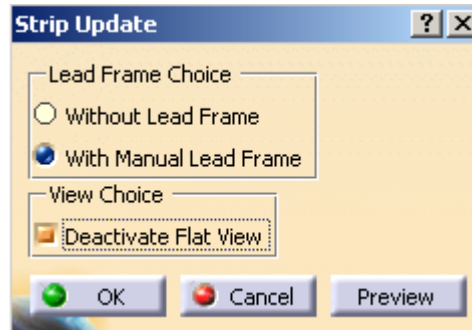 Strip Update
Lead Frame Choice
Without Lead Frame
With Manual Lead Frame
View Choice
Deactivate Flat View
OK Cancel Preview